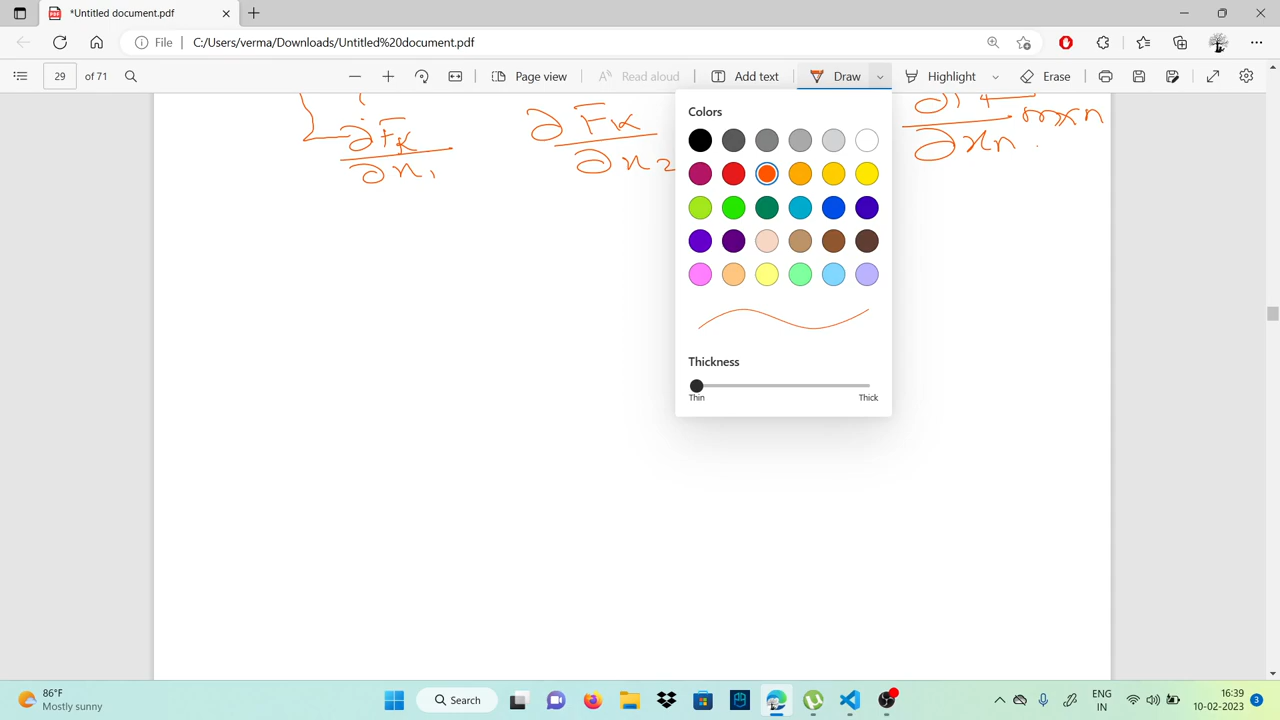 *Untitled document.pdf
File C:/Users/verma/Downloads/Untitled%20document.pdf
29 of 71 Page view Read aloud Add text Draw Highlight Erase
Colors
∂Fk ∂Fk m×n
∂x1 ∂x2 ∂xn
Thickness
Thin Thick
86°F
Mostly sunny
Search
ENG
IN
16:39
10-02-2023
3